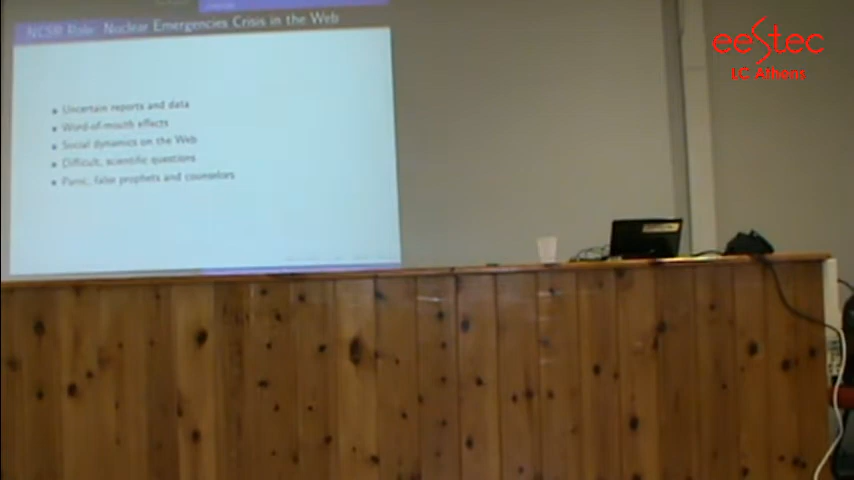 NCSR Role: Nuclear Emergencies Crisis in the Web
Uncertain reports and data
Word-of-mouth effects
Social dynamics on the Web
Difficult, scientific questions
Panic, false prophets and counselors
eestec
LC Athens